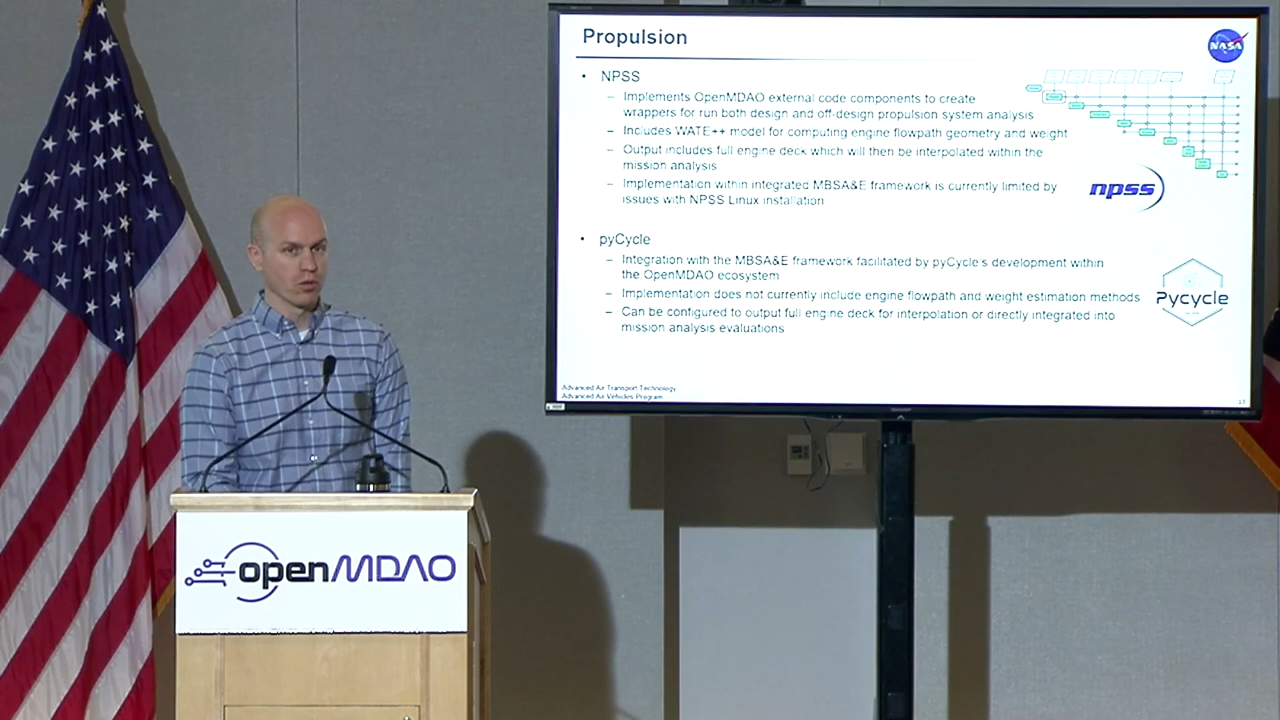 Propulsion
NASA
• NPSS
– Implements OpenMDAO external code components to create
wrappers for run both design and off-design propulsion system analysis
– Includes WATE++ model for computing engine flowpath geometry and weight
– Output includes full engine deck which will then be interpolated within the
mission analysis
– Implementation within integrated MBSA&E framework is currently limited by
issues with NPSS Linux installation
npss
• pyCycle
– Integration with the MBSA&E framework facilitated by pyCycle's development within
the OpenMDAO ecosystem
– Implementation does not currently include engine flowpath and weight estimation methods
– Can be configured to output full engine deck for interpolation or directly integrated into
mission analysis evaluations
Pycycle
Advanced Air Transport Technology
Advanced Air Vehicles Program
openMDAO